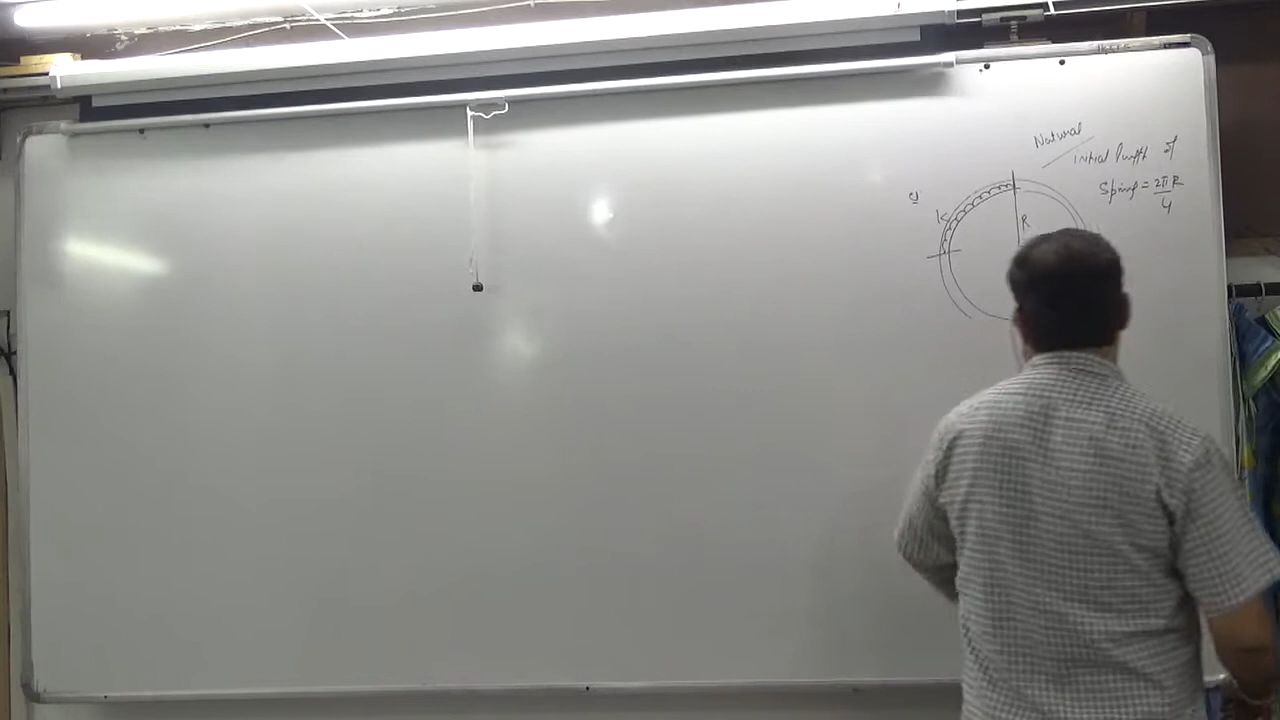 Natural
initial length of
Spring = 2πR/4
K
R